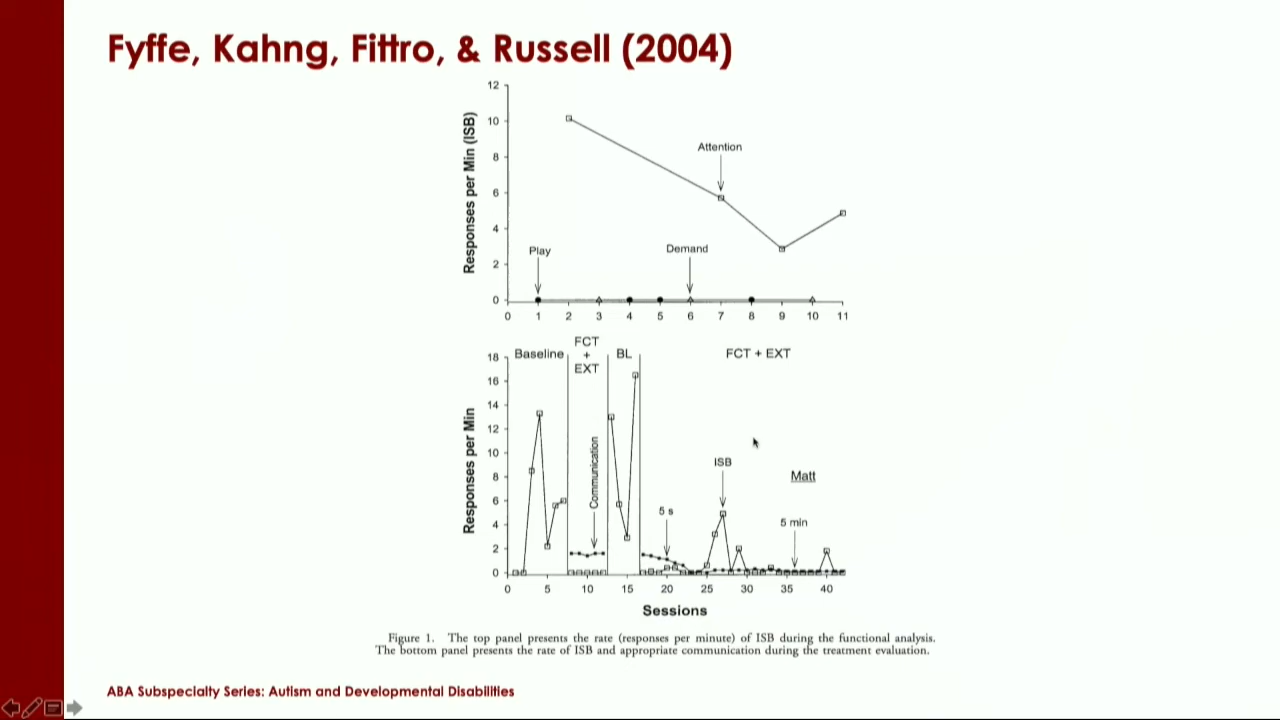 Fyffe, Kahng, Fittro, & Russell (2004)
12
10
8
6
4
2
0
Responses per Min (ISB)
Attention
Play
Demand
0 1 2 3 4 5 6 7 8 9 10 11
18
16
14
12
10
8
6
4
2
0
Responses per Min
Baseline
FCT
+
EXT
BL
FCT + EXT
Communication
5 s
ISB
Matt
5 min
0 5 10 15 20 25 30 35 40
Sessions
Figure 1. The top panel presents the rate (responses per minute) of ISB during the functional analysis.
The bottom panel presents the rate of ISB and appropriate communication during the treatment evaluation.
ABA Subspecialty Series: Autism and Developmental Disabilities